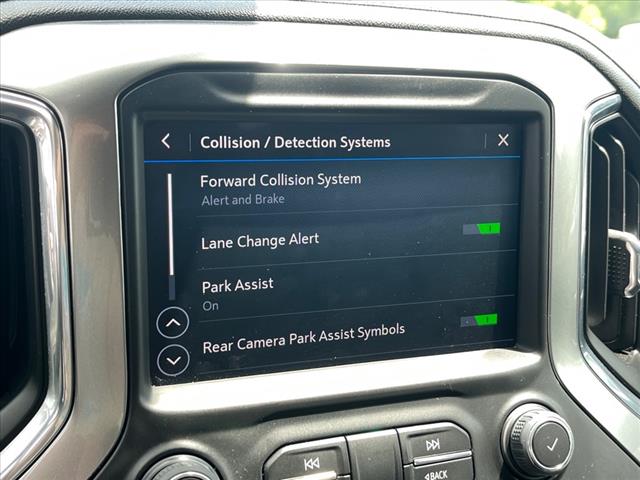 Collision / Detection Systems
Forward Collision System
Alert and Brake
Lane Change Alert
Park Assist
On
Rear Camera Park Assist Symbols
BACK